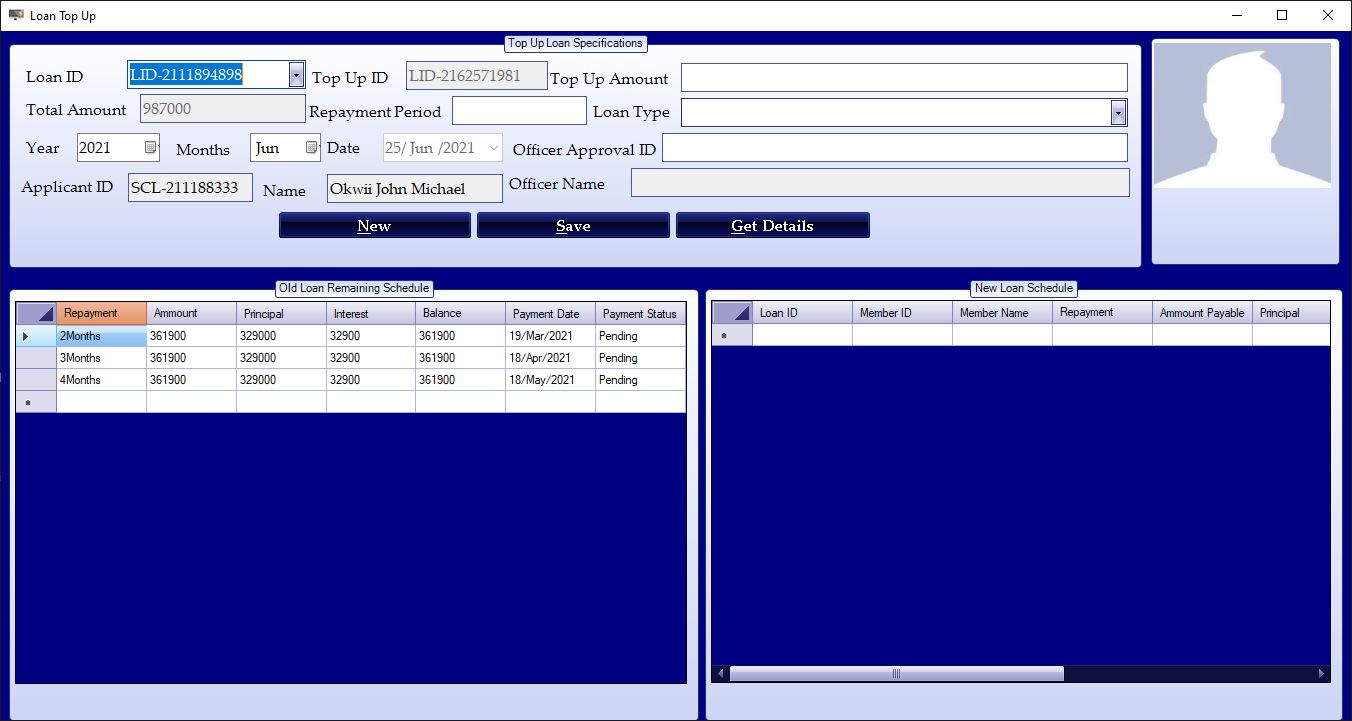 Loan Top Up
Top Up Loan Specifications
Loan ID LID-2111894898 Top Up ID LID-2162571981 Top Up Amount
Total Amount 987000 Repayment Period Loan Type
Year 2021 Months Jun Date 25/ Jun /2021 Officer Approval ID
Applicant ID SCL-211188333 Name Okwii John Michael Officer Name
New Save Get Details
Old Loan Remaining Schedule
Repayment Ammount Principal Interest Balance Payment Date Payment Status
2Months 361900 329000 32900 361900 19/Mar/2021 Pending
3Months 361900 329000 32900 361900 18/Apr/2021 Pending
4Months 361900 329000 32900 361900 18/May/2021 Pending
New Loan Schedule
Loan ID Member ID Member Name Repayment Ammount Payable Principal